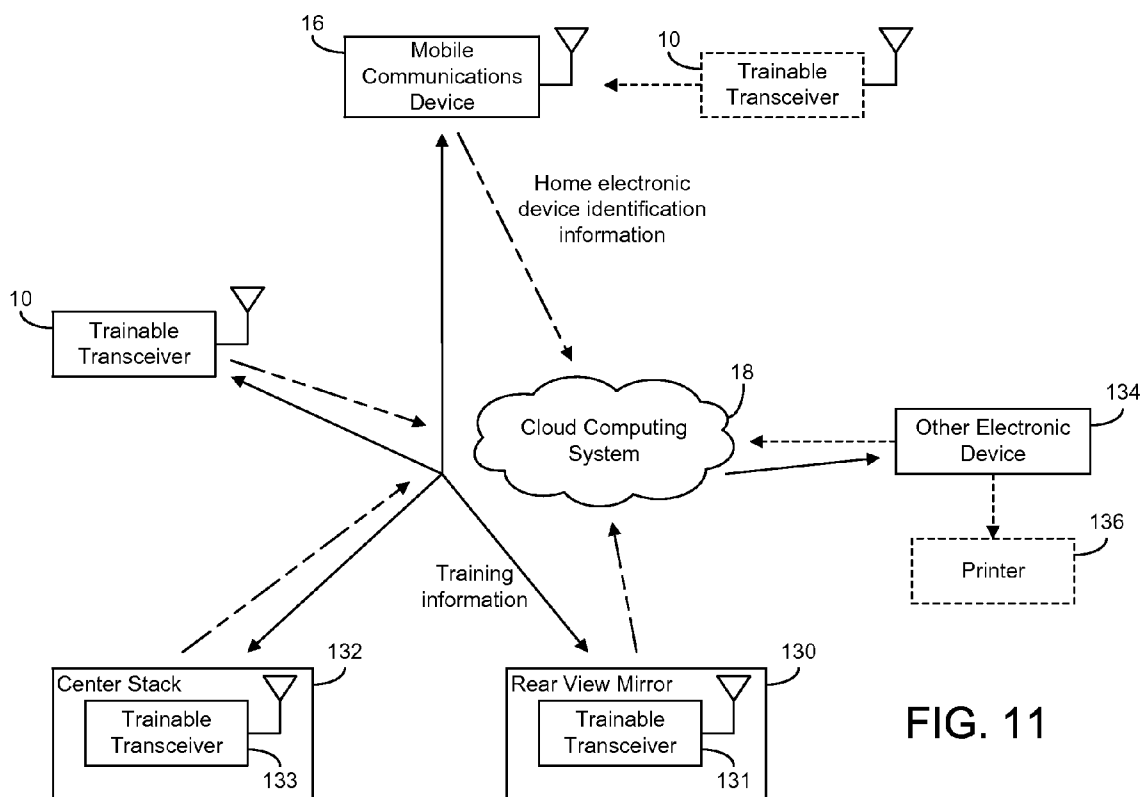 16
Mobile
Communications
Device
10
Trainable
Transceiver
Home electronic
device identification
information
10
Trainable
Transceiver
18
Cloud Computing
System
134
Other Electronic
Device
136
Printer
Training
information
132
Center Stack
Trainable
Transceiver
133
130
Rear View Mirror
Trainable
Transceiver
131
FIG. 11